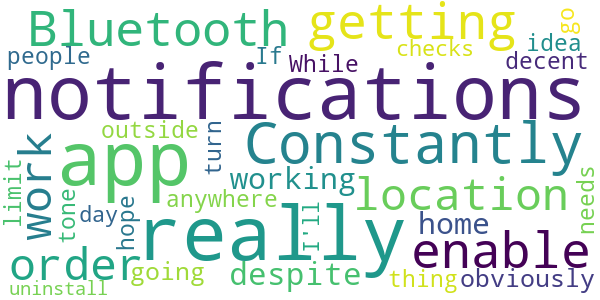 Bluetooth
getting
go
people
If
While
checks
idea
decent
notifications
outside
turn
Constantly
work
app
limit
tone
day
hope
anywhere
working
I'll
location
needs
really
home
enable
order
going
despite
thing
obviously
uninstall